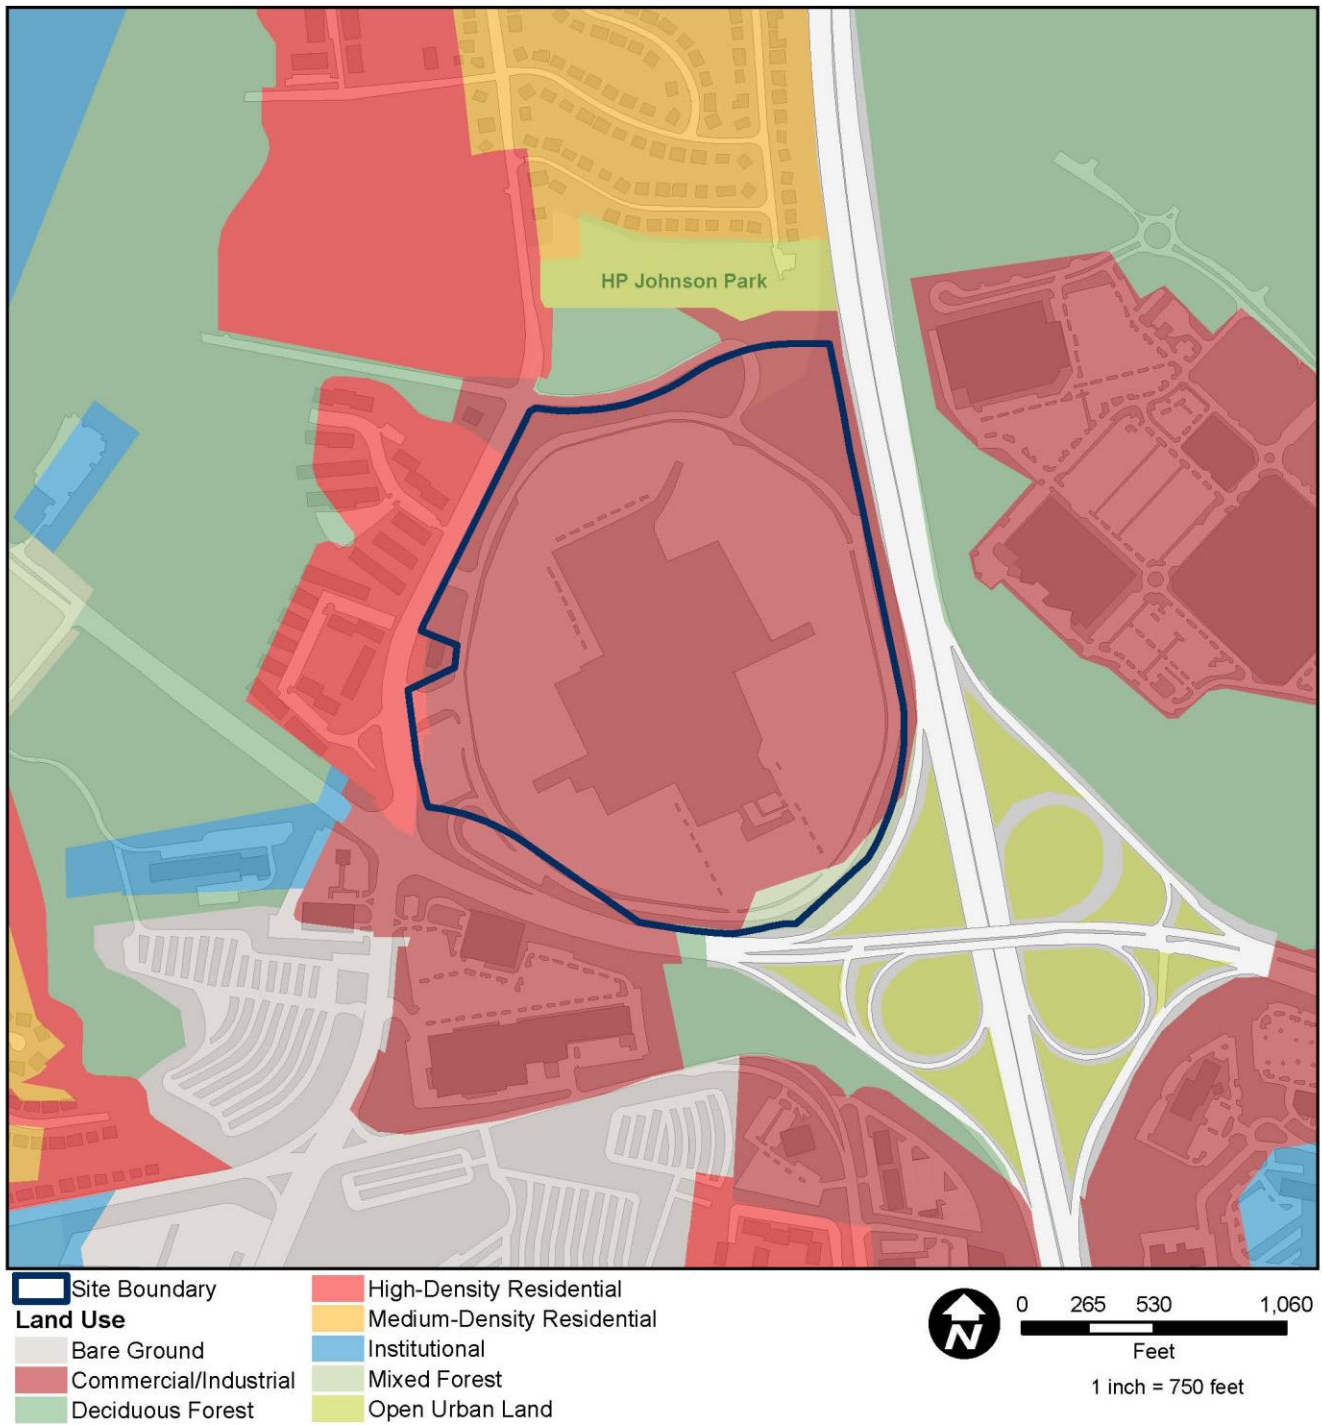 HP Johnson Park
Site Boundary
Land Use
Bare Ground
Commercial/Industrial
Deciduous Forest
High-Density Residential
Medium-Density Residential
Institutional
Mixed Forest
Open Urban Land
N
0 265 530 1,060
Feet
1 inch = 750 feet